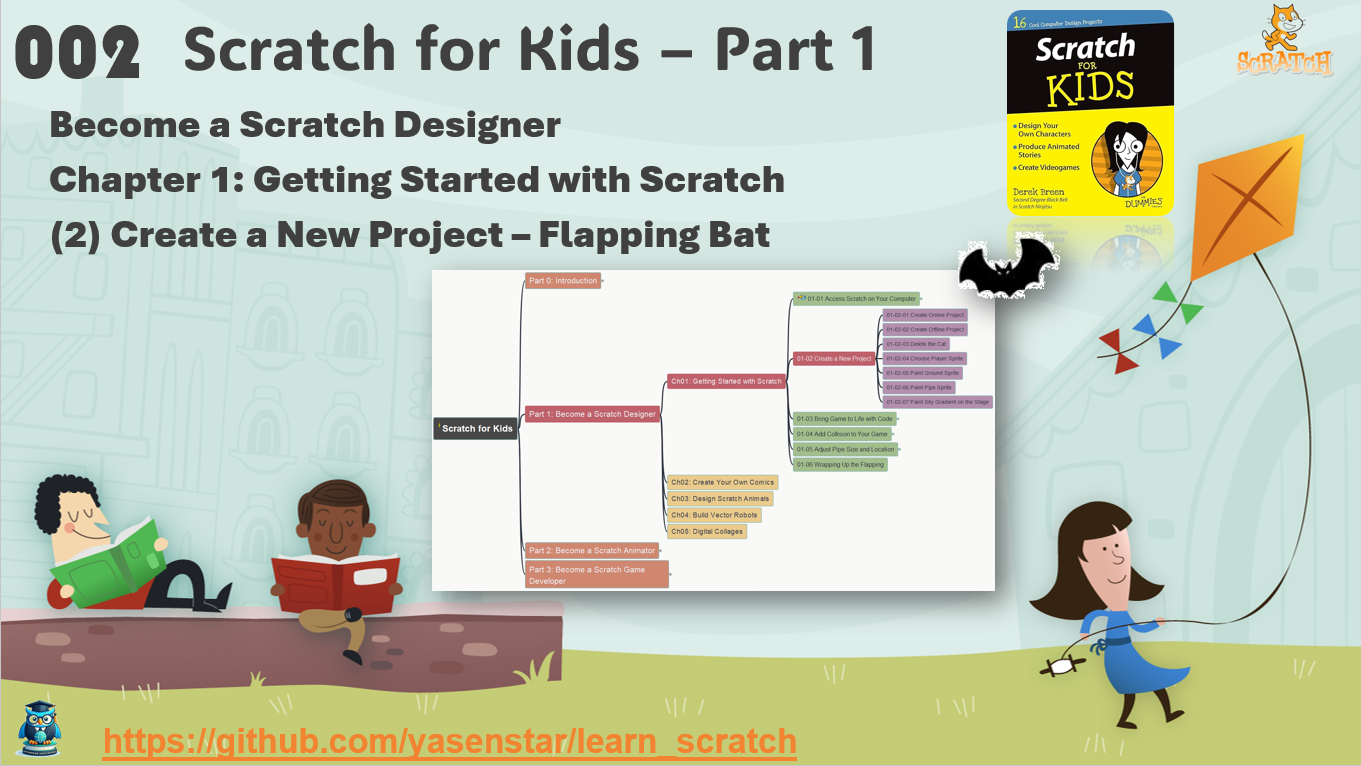 002 Scratch for Kids – Part 1
Become a Scratch Designer
Chapter 1: Getting Started with Scratch
(2) Create a New Project – Flapping Bat
16 Cool Computer Design Projects
Scratch
FOR
KIDS
Design Your
Own Characters
Produce Animated
Stories
Create Videogames
Derek Breen
Second Degree Black Belt
in Scratch Ninjitsu
FOR
DUMMIES
SCRATCH
Scratch for Kids
Part 0: Introduction
Part 1: Become a Scratch Designer
Ch01: Getting Started with Scratch
01-01 Access Scratch on Your Computer
01-02 Create a New Project
01-02-01 Create Online Project
01-02-02 Create Offline Project
01-02-03 Delete the Cat
01-02-04 Choose Player Sprite
01-02-05 Paint Ground Sprite
01-02-06 Paint Pipe Sprite
01-02-07 Paint Sky Gradient on the Stage
01-03 Bring Game to Life with Code
01-04 Add Collision to Your Game
01-05 Adjust Pipe Size and Location
01-06 Wrapping Up the Flapping
Ch02: Create Your Own Comics
Ch03: Design Scratch Animals
Ch04: Build Vector Robots
Ch05: Digital Collages
Part 2: Become a Scratch Animator
Part 3: Become a Scratch Game
Developer
https://github.com/yasenstar/learn_scratch